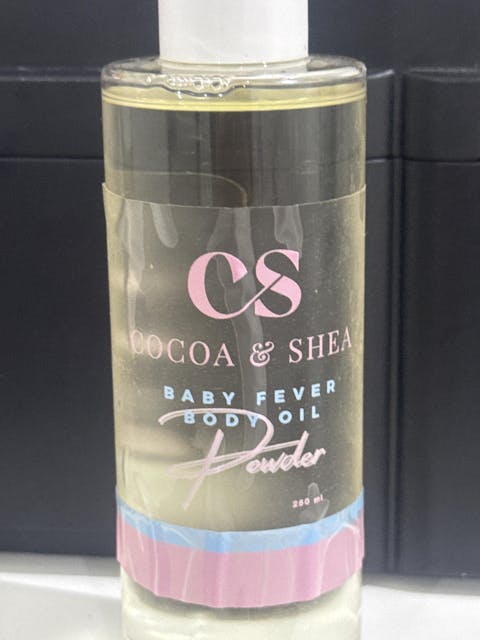 CS
COCOA & SHEA
BABY FEVER
BODY OIL
Powder
250 ml